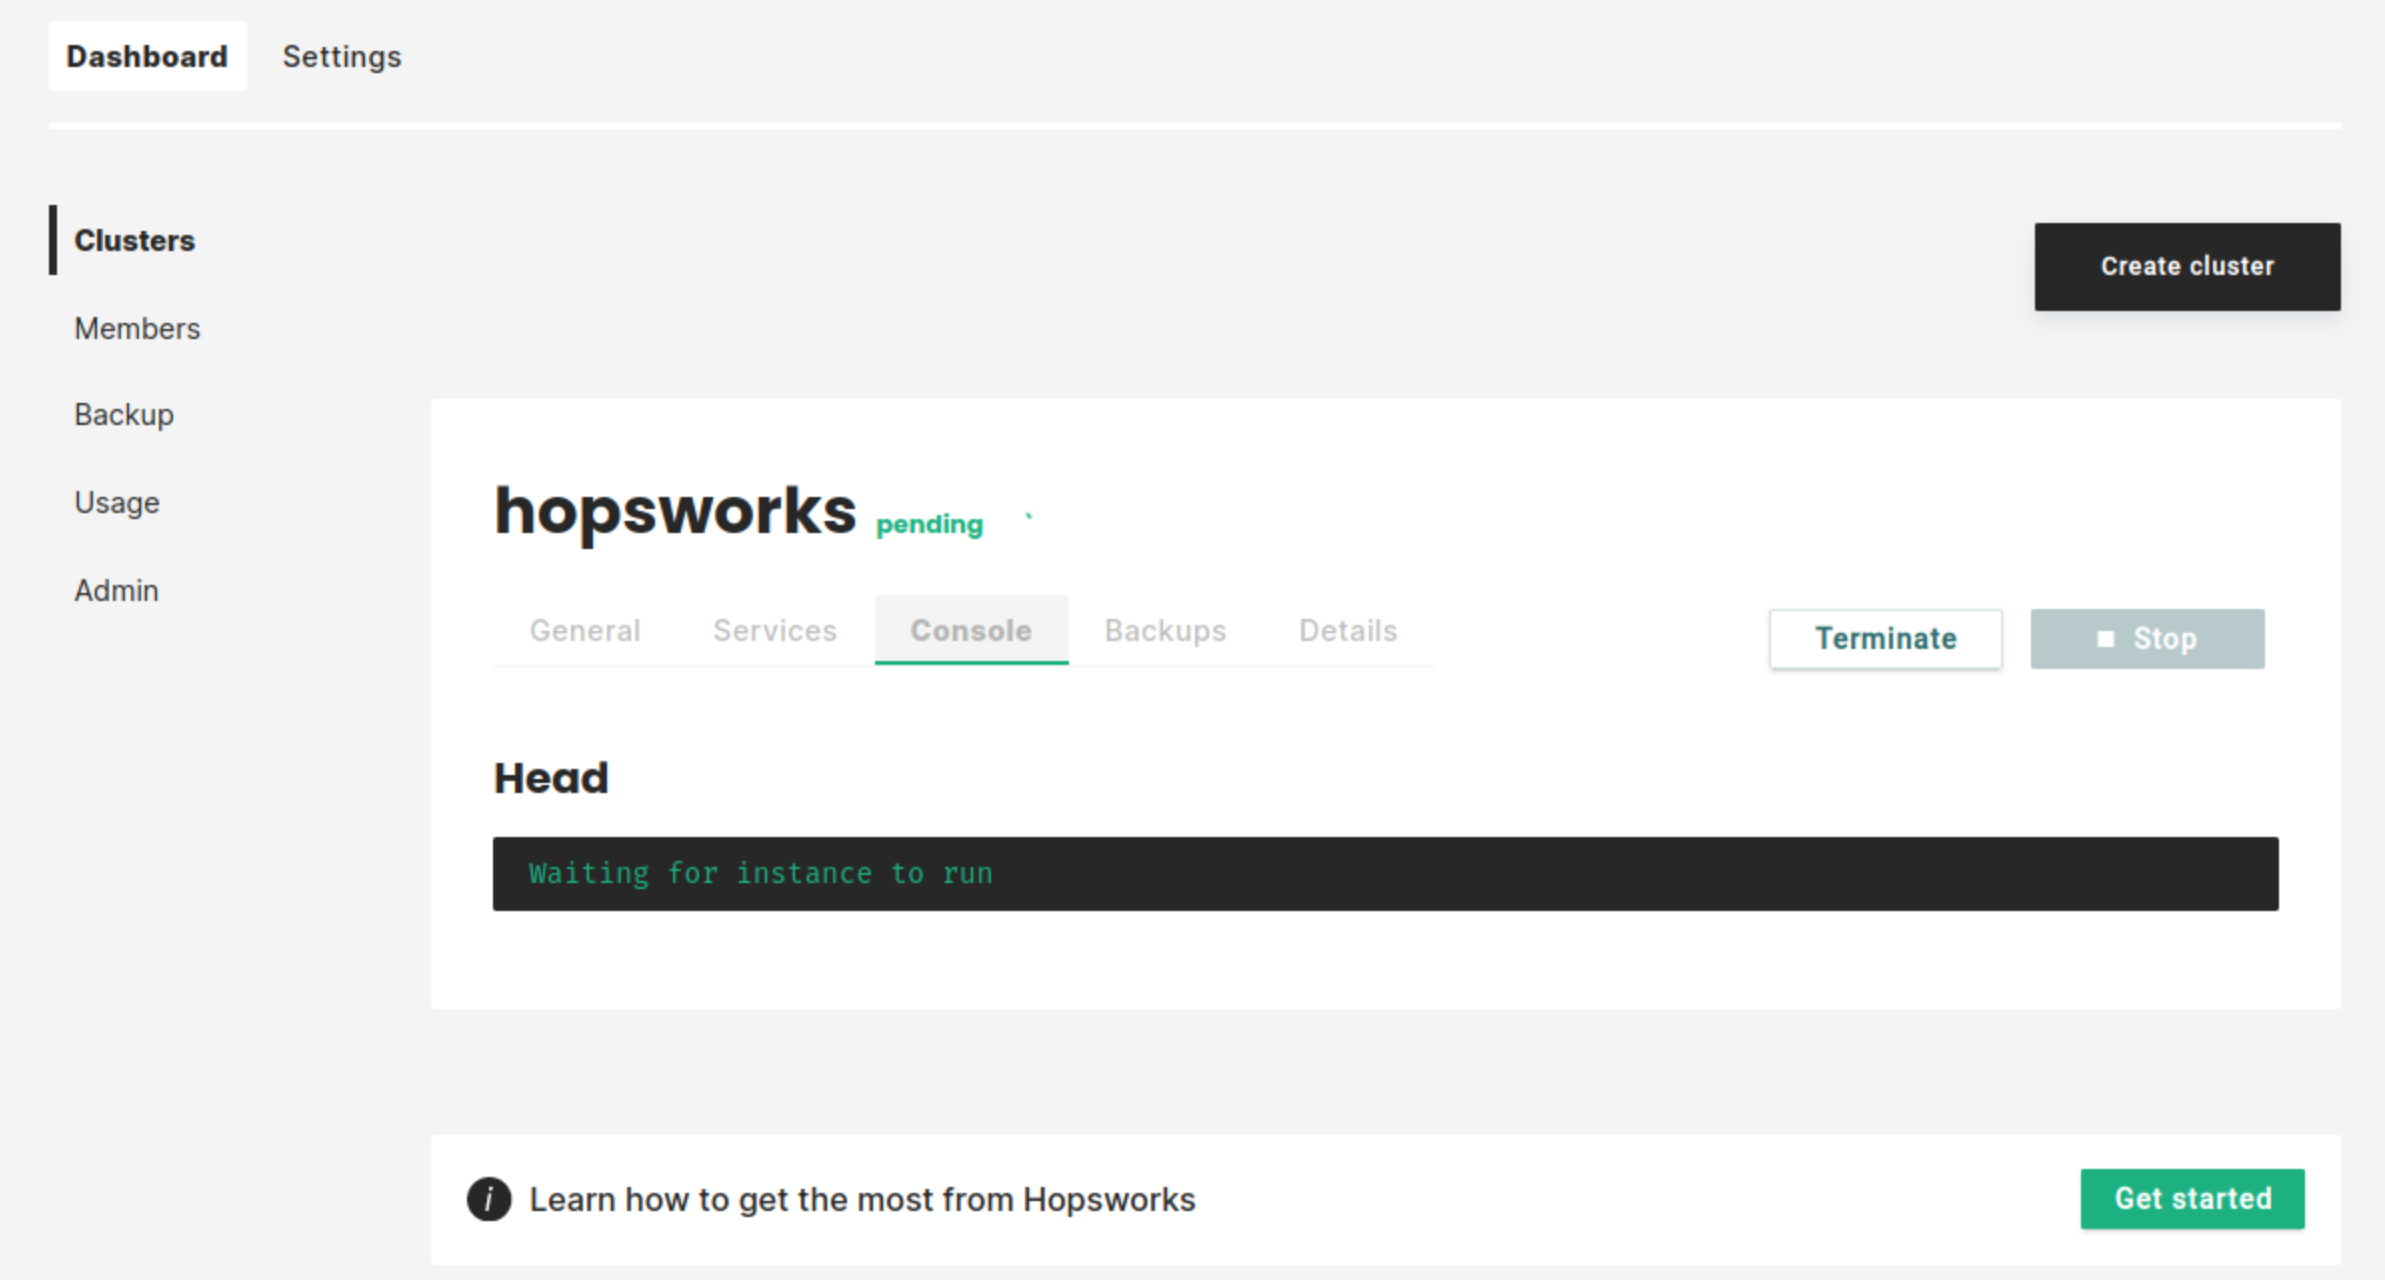 Dashboard Settings
Clusters
Create cluster
Members
Backup
Usage
Admin
hopsworks pending
General Services Console Backups Details
Terminate Stop
Head
Waiting for instance to run
Learn how to get the most from Hopsworks
Get started